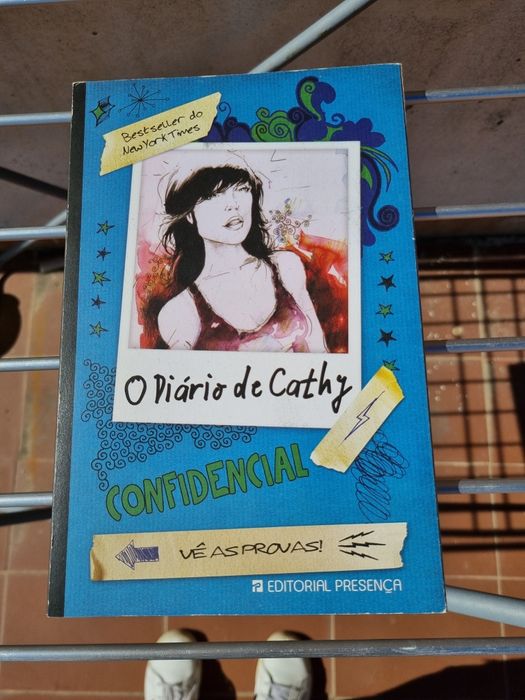 Bestseller do
New York Times
O Diário de Cathy
CONFIDENCIAL
VÊ AS PROVAS!
EDITORIAL PRESENÇA